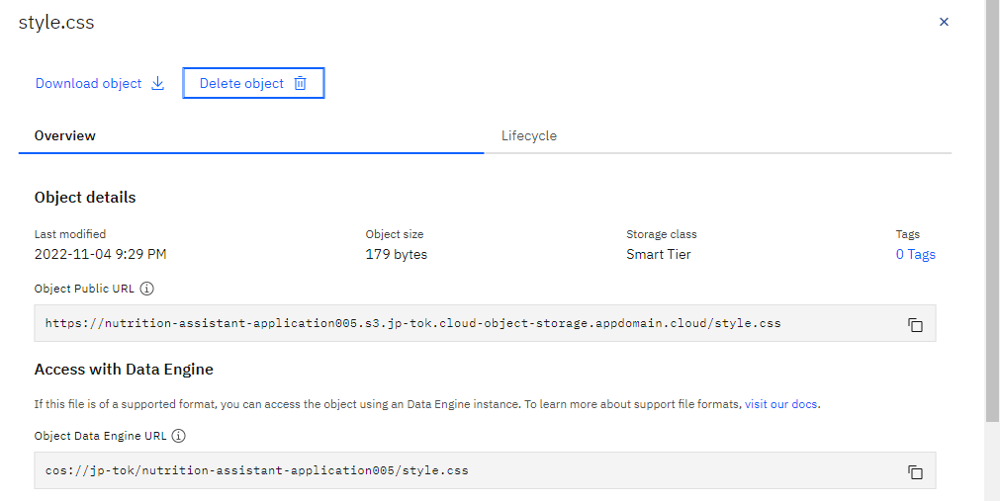 style.css
Download object
Delete object
Overview
Lifecycle
Object details
Last modified
Object size
Storage class
Tags
2022-11-04 9:29 PM
179 bytes
Smart Tier
0 Tags
Object Public URL
https://nutrition-assistant-application005.s3.jp-tok.cloud-object-storage.appdomain.cloud/style.css
Access with Data Engine
If this file is of a supported format, you can access the object using an Data Engine instance. To learn more about support file formats, visit our docs.
Object Data Engine URL
cos://jp-tok/nutrition-assistant-application005/style.css